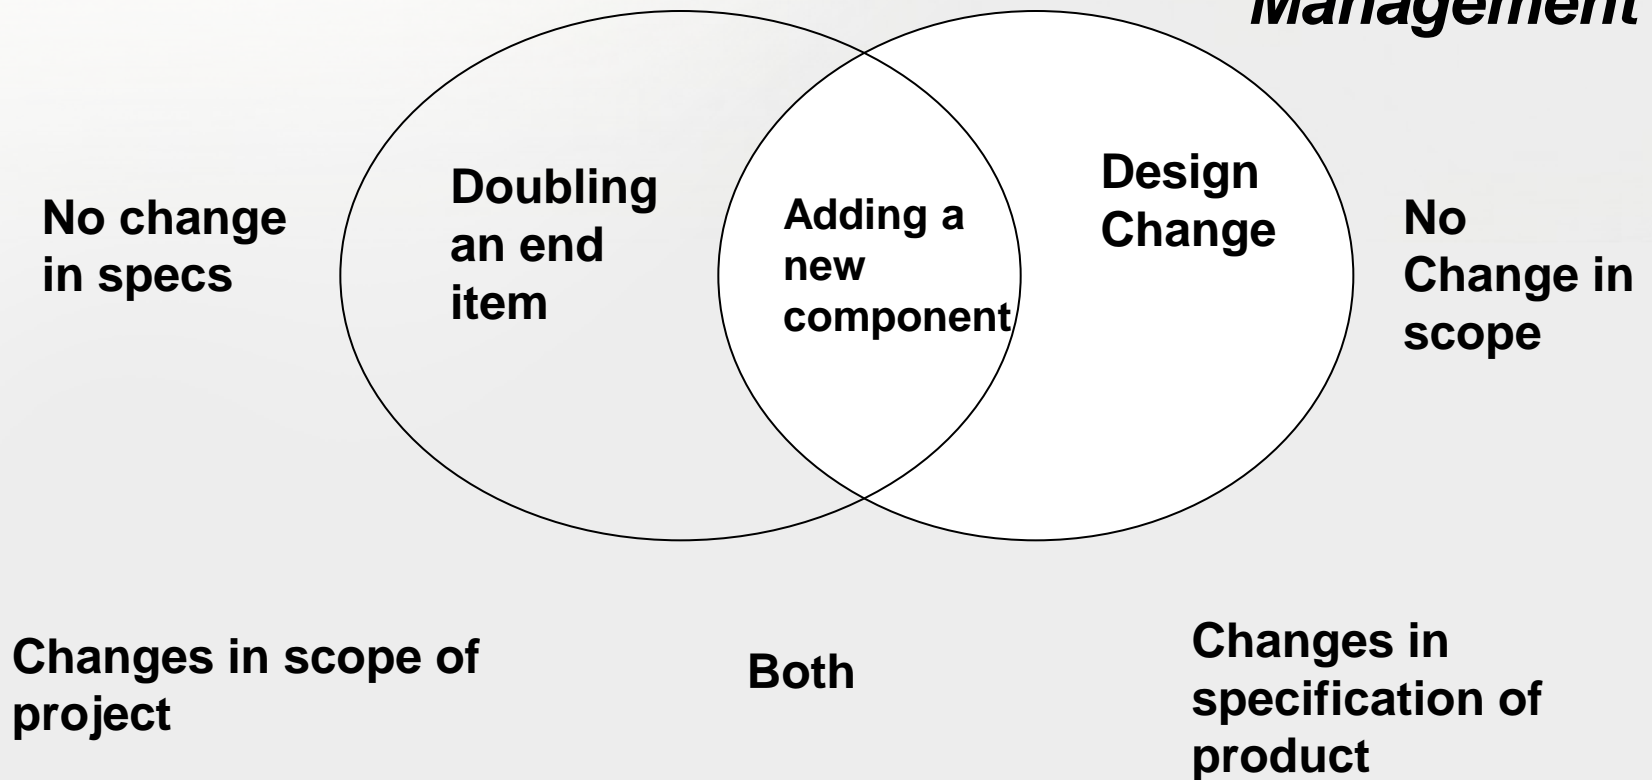 Management
No change
in specs
Doubling
an end
item
Adding a
new
component
Design
Change
No
Change in
scope
Changes in scope of
project
Both
Changes in
specification of
product